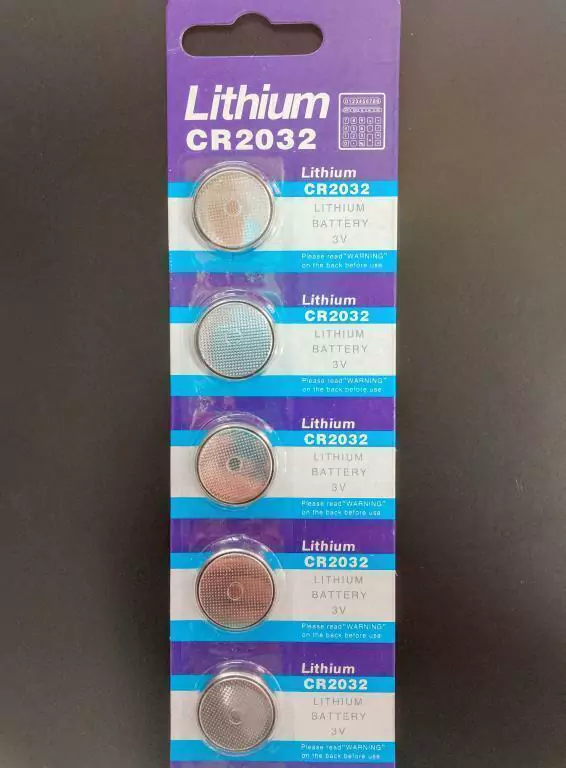 Lithium
CR2032
0123456789
Lithium
CR2032
LITHIUM
BATTERY
3V
Please read"WARNING"
on the back before use
Lithium
CR2032
LITHIUM
BATTERY
3V
Please read"WARNING"
on the back before use
Lithium
CR2032
LITHIUM
BATTERY
3V
Please read"WARNING"
on the back before use
Lithium
CR2032
LITHIUM
BATTERY
3V
Please read"WARNING"
on the back before use
Lithium
CR2032
LITHIUM
BATTERY
3V
Please read"WARNING"
on the back before use